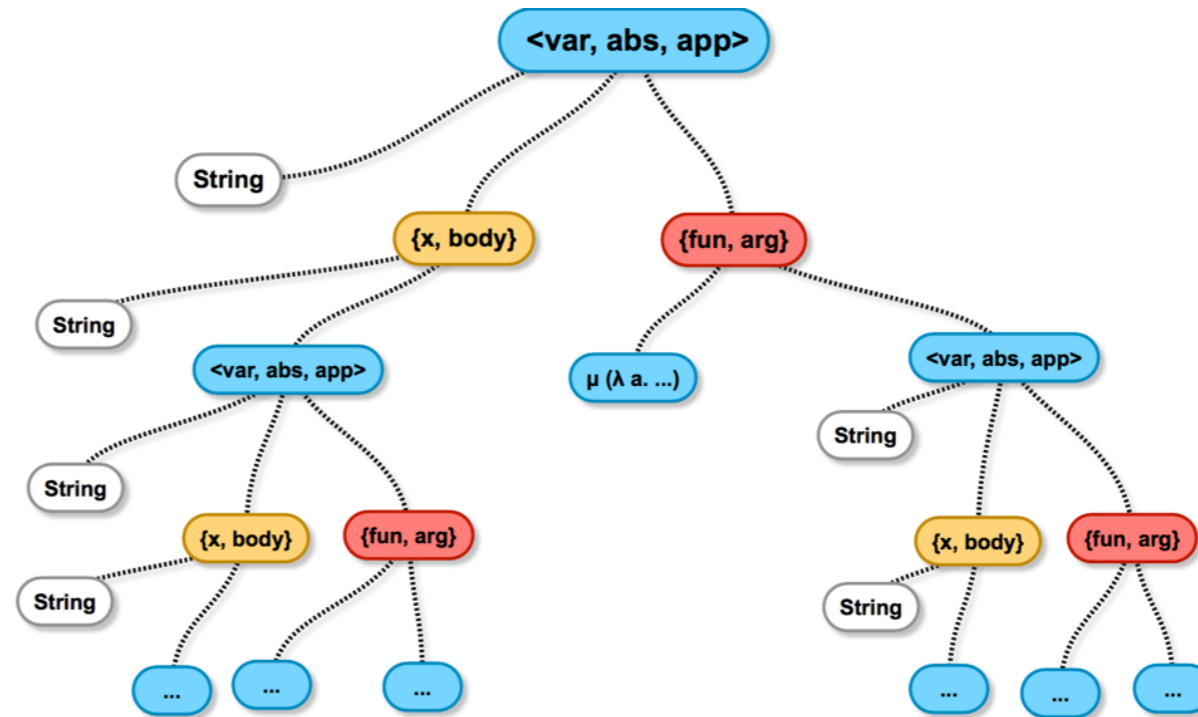 <var, abs, app>
String
{x, body}
{fun, arg}
String
<var, abs, app>
μ (λ a. ...)
<var, abs, app>
String
String
{x, body}
{fun, arg}
{x, body}
{fun, arg}
String
String
...
...
...
...
...
...